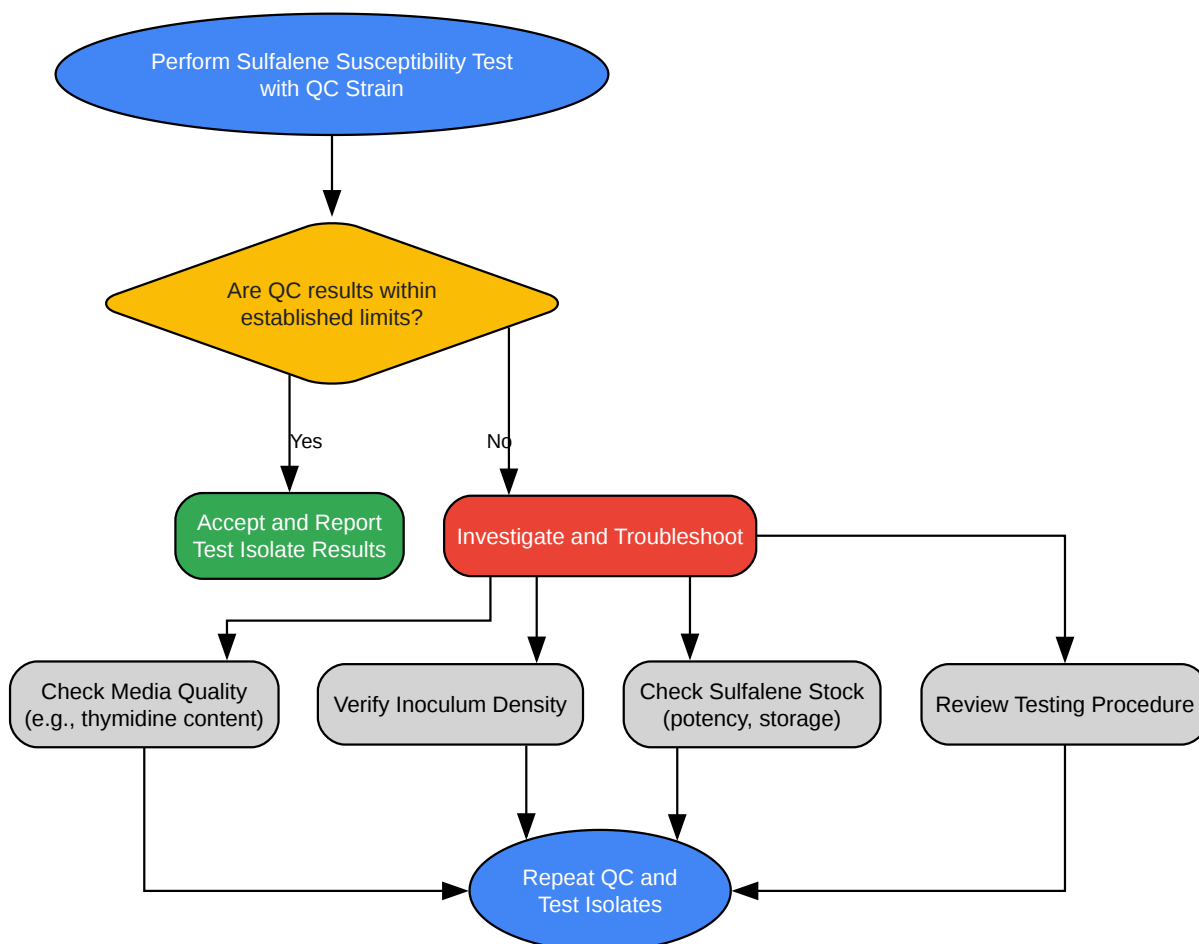 Perform Sulfalene Susceptibility Test
with QC Strain
Are QC results within
established limits?
Yes
No
Accept and Report
Test Isolate Results
Investigate and Troubleshoot
Check Media Quality
(e.g., thymidine content)
Verify Inoculum Density
Check Sulfalene Stock
(potency, storage)
Review Testing Procedure
Repeat QC and
Test Isolates